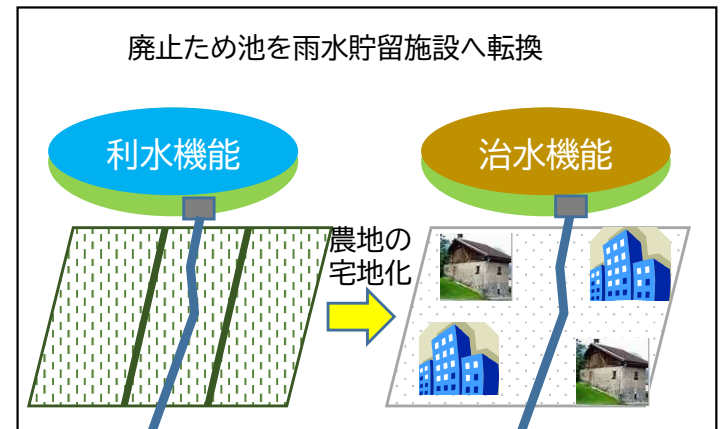 廃止ため池を雨水貯留施設へ転換
利水機能
治水機能
農地の
宅地化